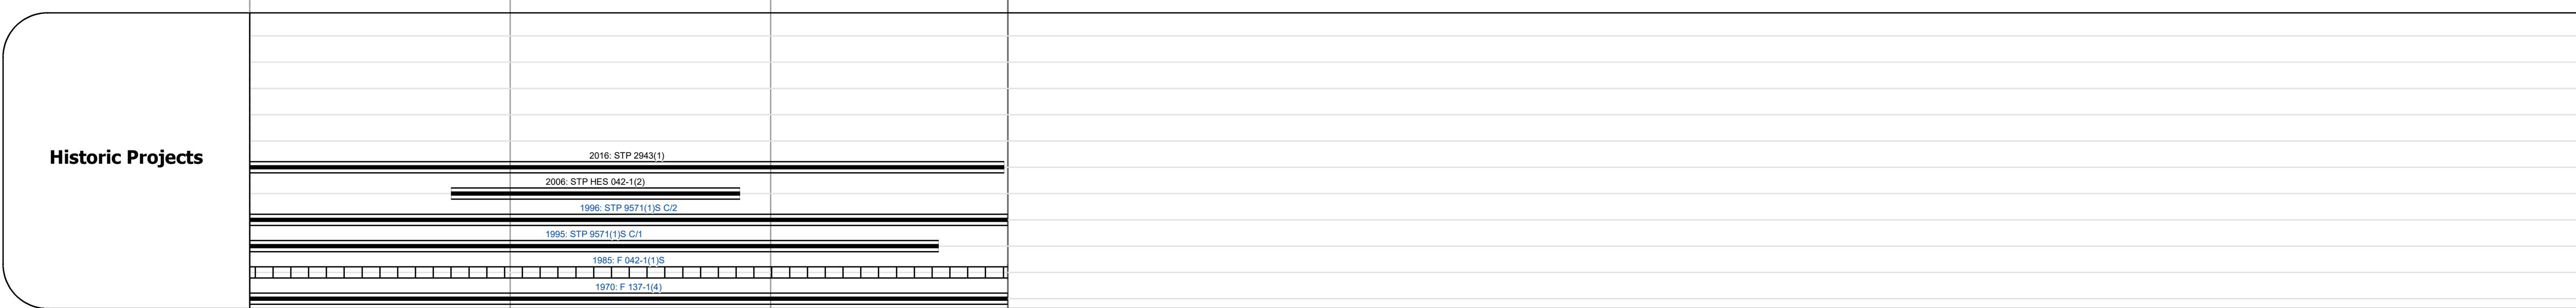 2016: STP 2943(1)
Historic Projects
2006: STP HES 042-1(2)
1996: STP 9571(1)S C/2
1995: STP 9571(1)S C/1
1985: F 042-1(1)S
1970: F 137-1(4)